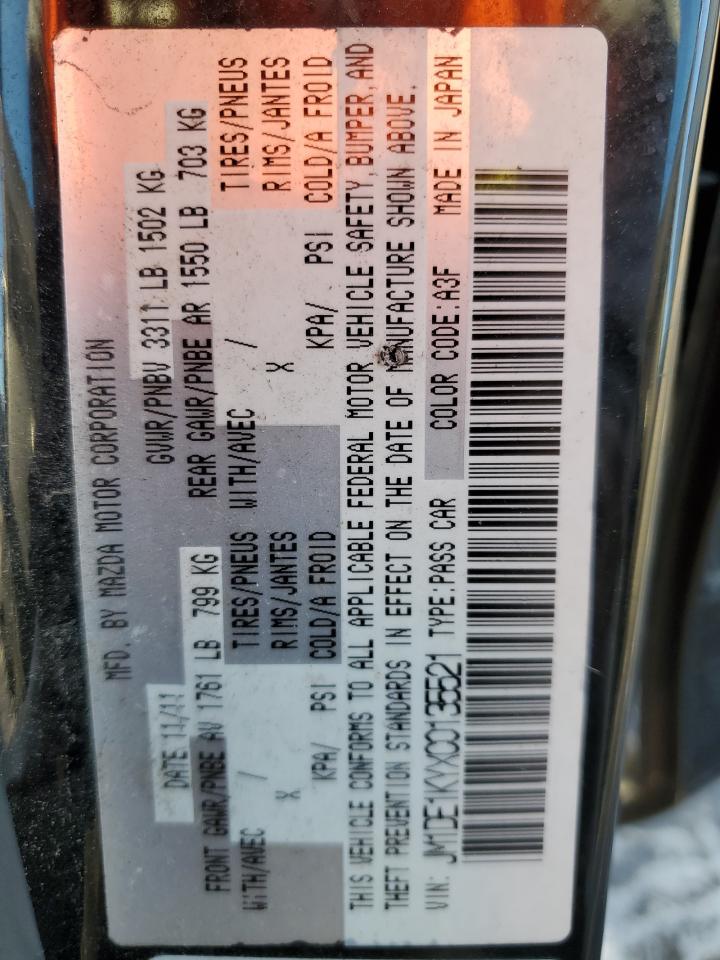 MFD. BY MAZDA MOTOR CORPORATION
DATE 11/11 GVWR/PNBV 3311 LB 1502 KG
FRONT GAWR/PNBE AV 1761 LB 799 KG REAR GAWR/PNBE AR 1550 LB 703 KG
WITH/AVEC / TIRES/PNEUS WITH/AVEC / TIRES/PNEUS
X RIMS/JANTES X RIMS/JANTES
KPA/ PSI COLD/A FROID KPA/ PSI COLD/A FROID
THIS VEHICLE CONFORMS TO ALL APPLICABLE FEDERAL MOTOR VEHICLE SAFETY, BUMPER, AND
THEFT PREVENTION STANDARDS IN EFFECT ON THE DATE OF MANUFACTURE SHOWN ABOVE.
VIN: JM1DE1KYXC0135521 TYPE:PASS CAR COLOR CODE:A3F MADE IN JAPAN